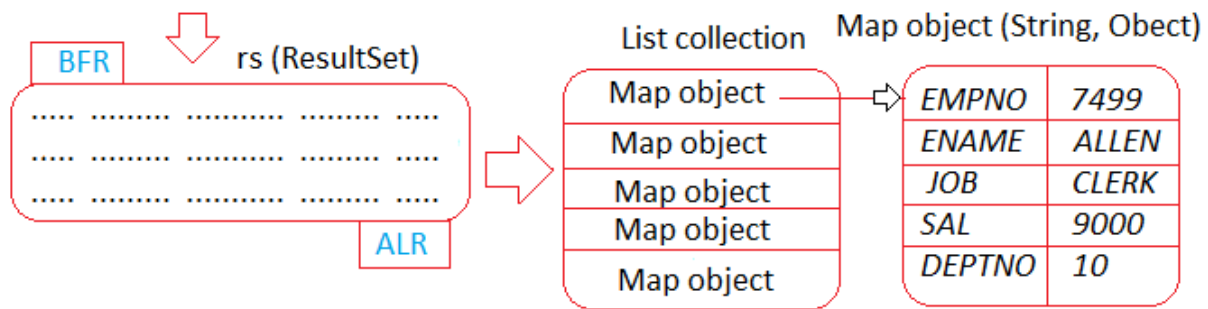 BFR
rs (ResultSet)
..... ......... ........... ......... .....
..... ......... ........... ......... .....
..... ......... ........... ......... .....
ALR
List collection
Map object
Map object
Map object
Map object
Map object
Map object (String, Obect)
EMPNO 7499
ENAME ALLEN
JOB CLERK
SAL 9000
DEPTNO 10